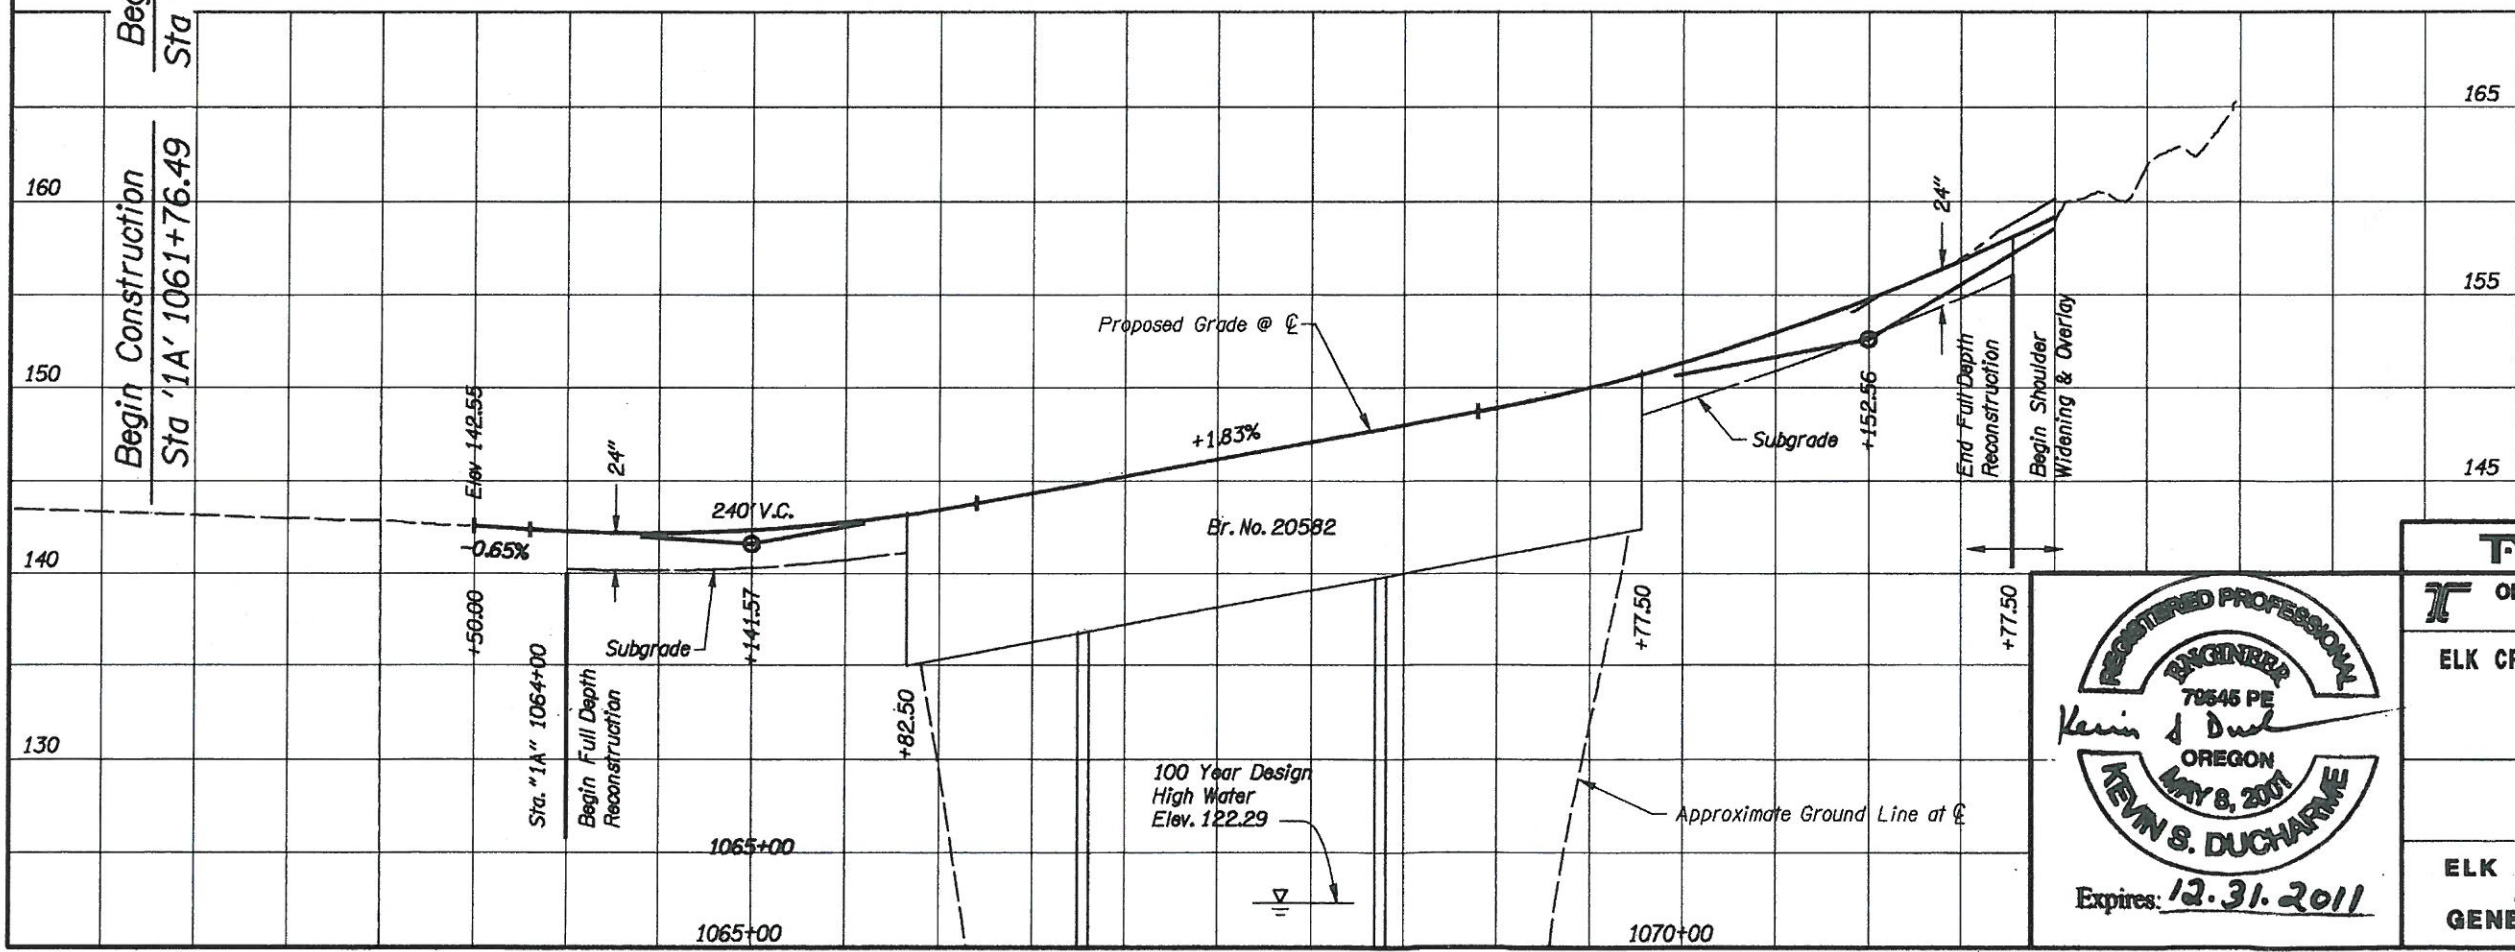 Beg
Sta
Begin Construction
Sta '1A' 1061+76.49
165
160
155
150
145
140
130
Elev 142.55
24"
240' V.C.
-0.65%
+50.00
+141.57
Subgrade
Sta. "1A" 1064+00
Begin Full Depth
Reconstruction
+82.50
1065+00
1065+00
Proposed Grade @ ℄
+1.83%
Br. No. 20582
100 Year Design
High Water
Elev. 122.29
Approximate Ground Line at ℄
1070+00
+77.50
Subgrade
+152.56
24"
End Full Depth
Reconstruction
Begin Shoulder
Widening & Overlay
+77.50
REGISTERED PROFESSIONAL
ENGINEER
79645 PE
OREGON
MAY 8, 2007
KEVIN S. DUCHARME
Expires: 12.31.2011
ELK
GENE